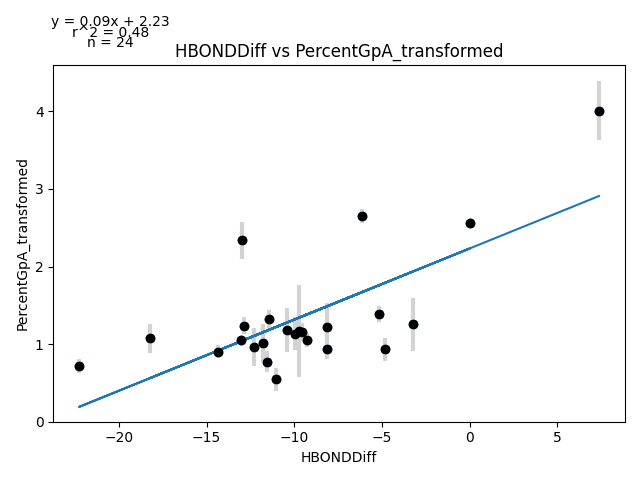 y = 0.09x + 2.23
r^2 = 0.48
n = 24
HBONDDiff vs PercentGpA_transformed
PercentGpA_transformed
4
3
2
1
0
−20
−15
−10
−5
0
5
HBONDDiff